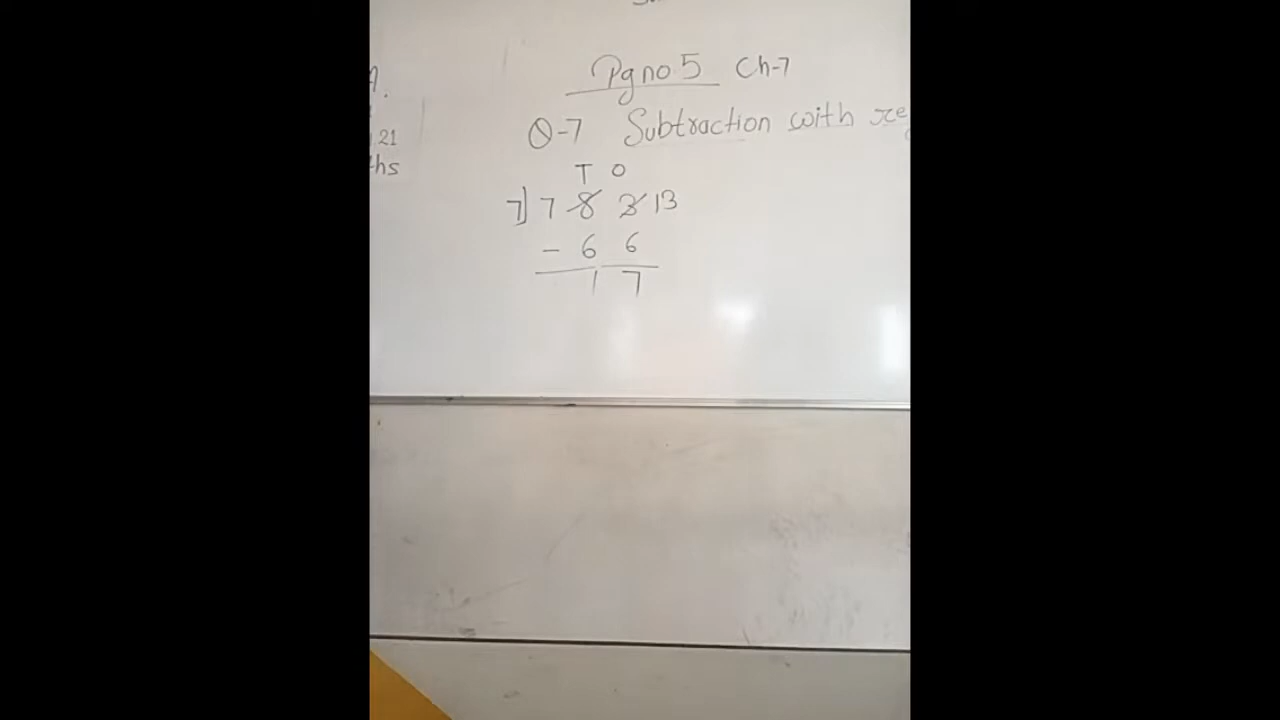 Pg no.5 Ch-7
Q-7 Subtraction with re
T O
7] 7 8 3 13
- 6 6
1 7
21
ths